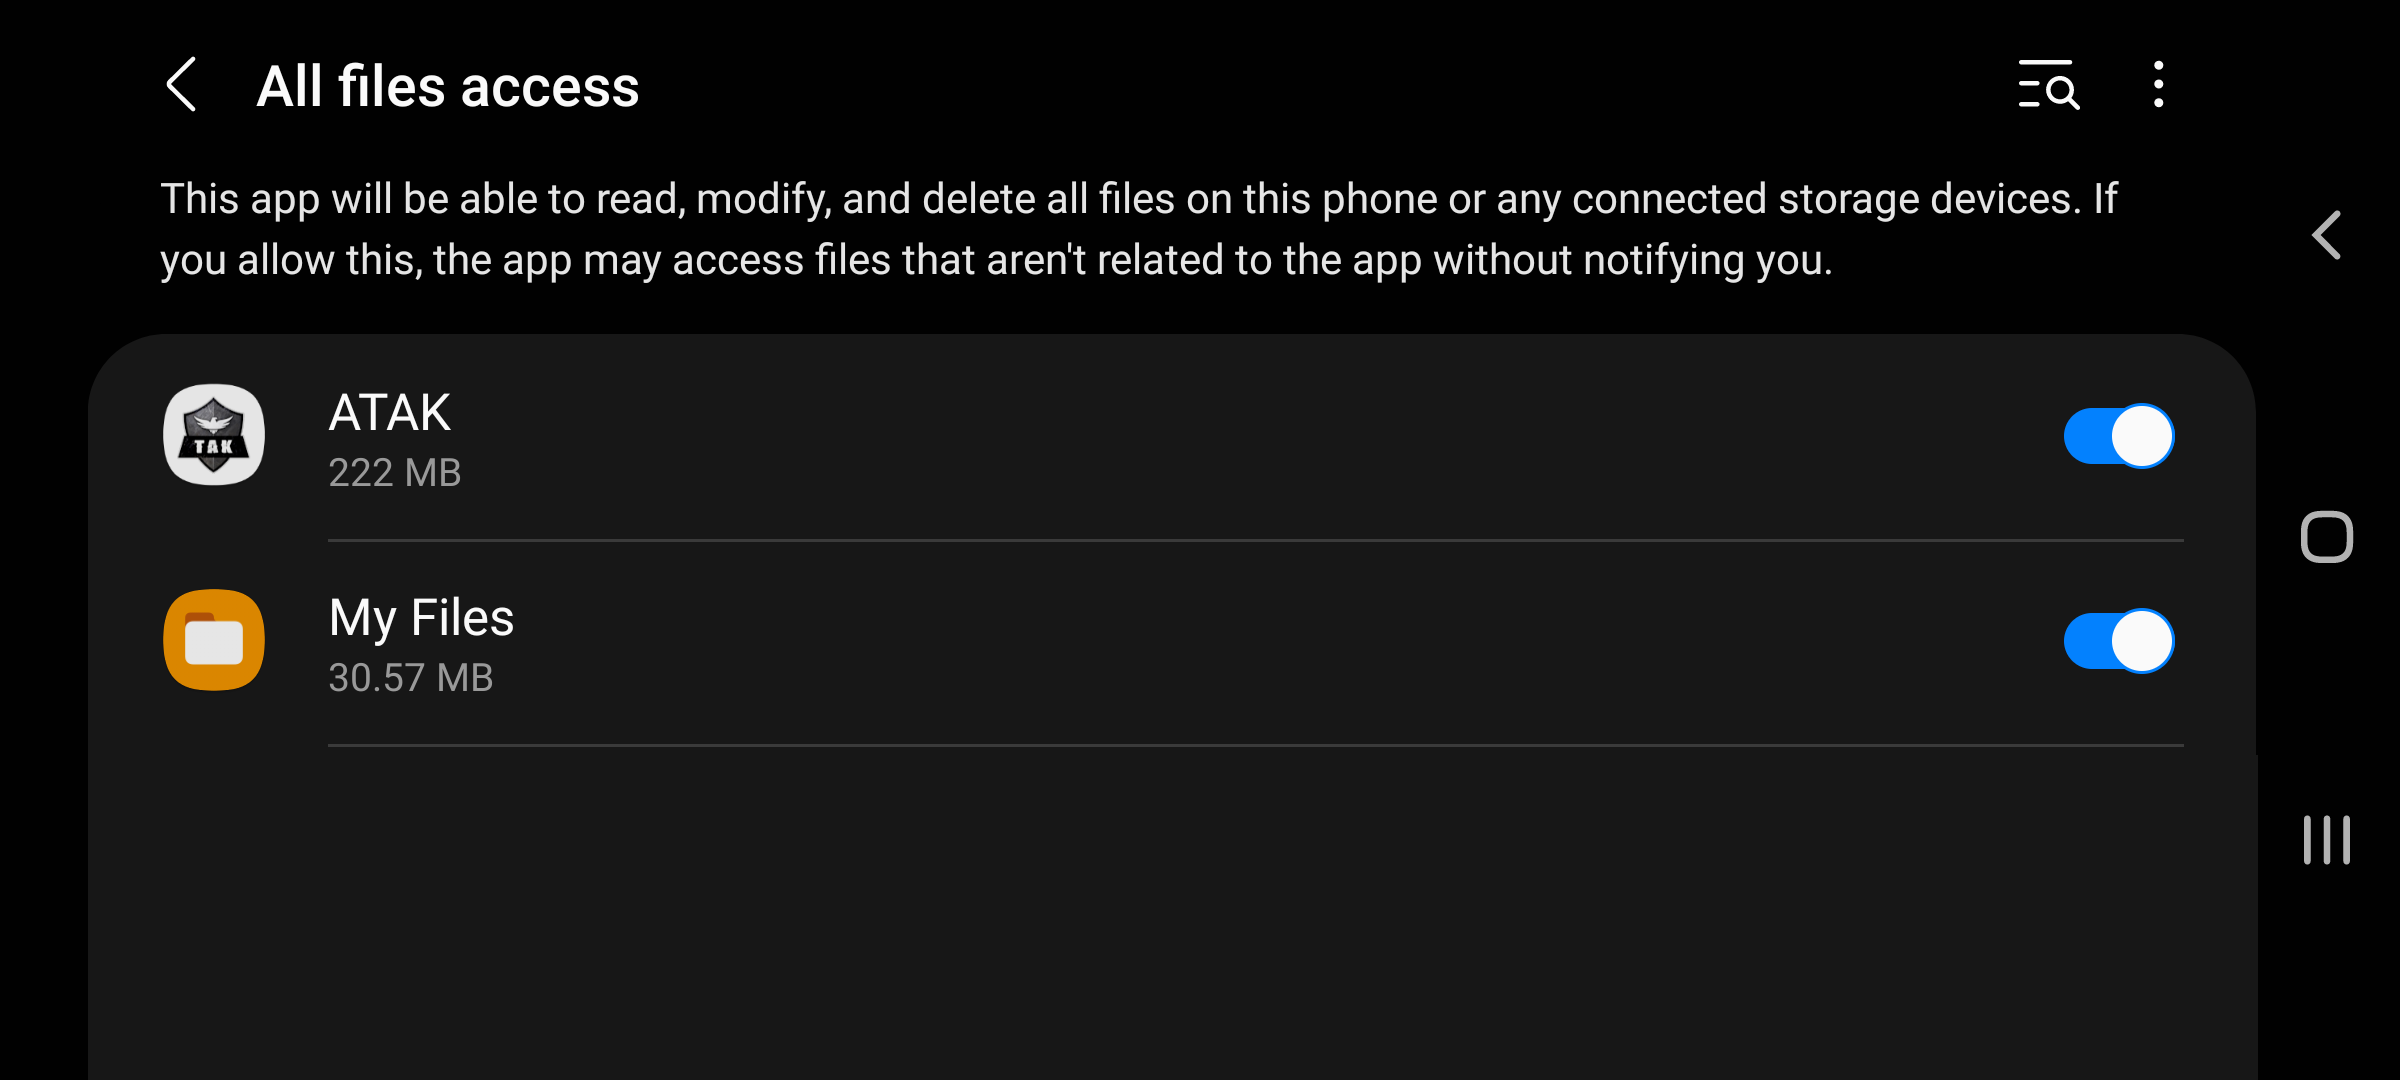 All files access
This app will be able to read, modify, and delete all files on this phone or any connected storage devices. If
you allow this, the app may access files that aren't related to the app without notifying you.
ATAK
222 MB
TAK
My Files
30.57 MB